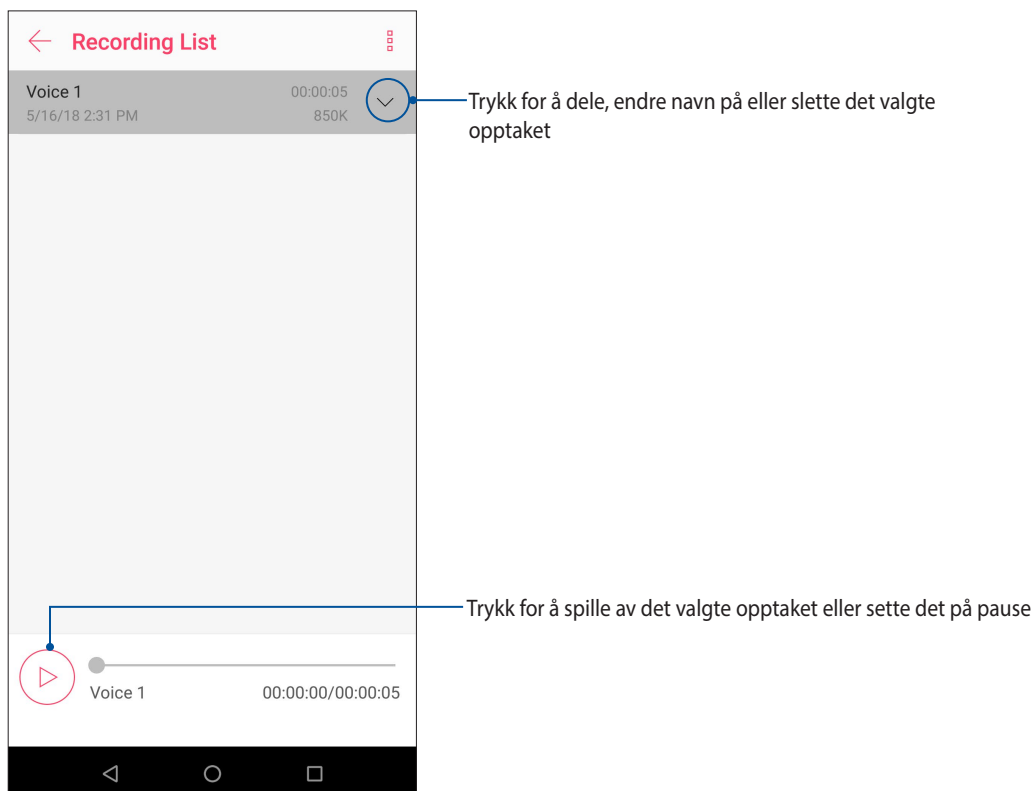 Recording List
Voice 1 00:00:05
5/16/18 2:31 PM 850K
Trykk for å dele, endre navn på eller slette det valgte
opptaket
Trykk for å spille av det valgte opptaket eller sette det på pause
Voice 1 00:00:00/00:00:05